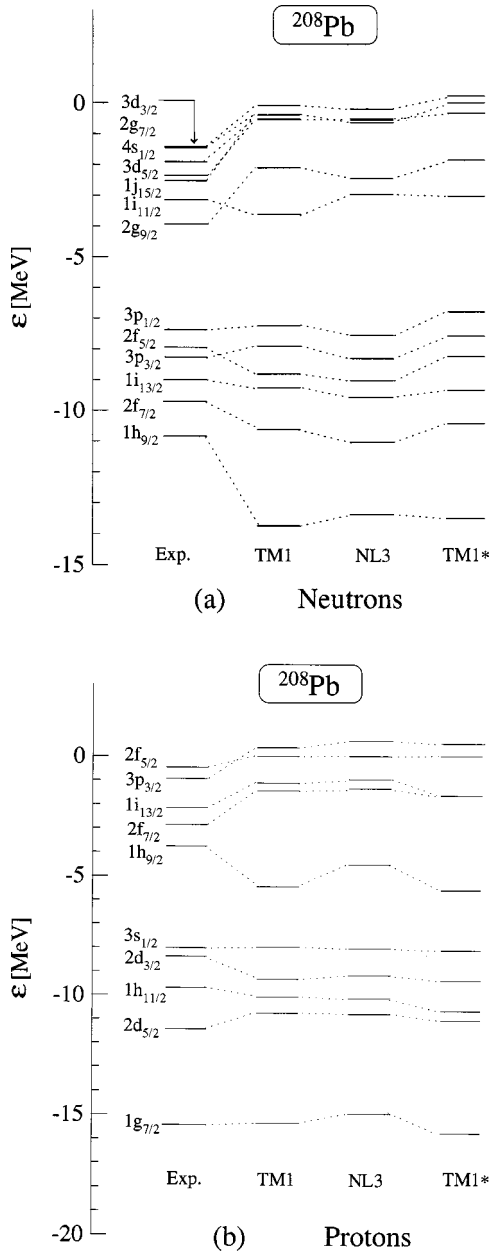 ²⁰⁸Pb
0
-5
-10
-15
ε [MeV]
3d₃/₂
2g₇/₂
4s₁/₂
3d₅/₂
1j₁₅/₂
1i₁₁/₂
2g₉/₂
3p₁/₂
2f₅/₂
3p₃/₂
1i₁₃/₂
2f₇/₂
1h₉/₂
Exp. TM1 NL3 TM1*
(a) Neutrons
²⁰⁸Pb
0
-5
-10
-15
-20
ε [MeV]
2f₅/₂
3p₃/₂
1i₁₃/₂
2f₇/₂
1h₉/₂
3s₁/₂
2d₃/₂
1h₁₁/₂
2d₅/₂
1g₇/₂
Exp. TM1 NL3 TM1*
(b) Protons